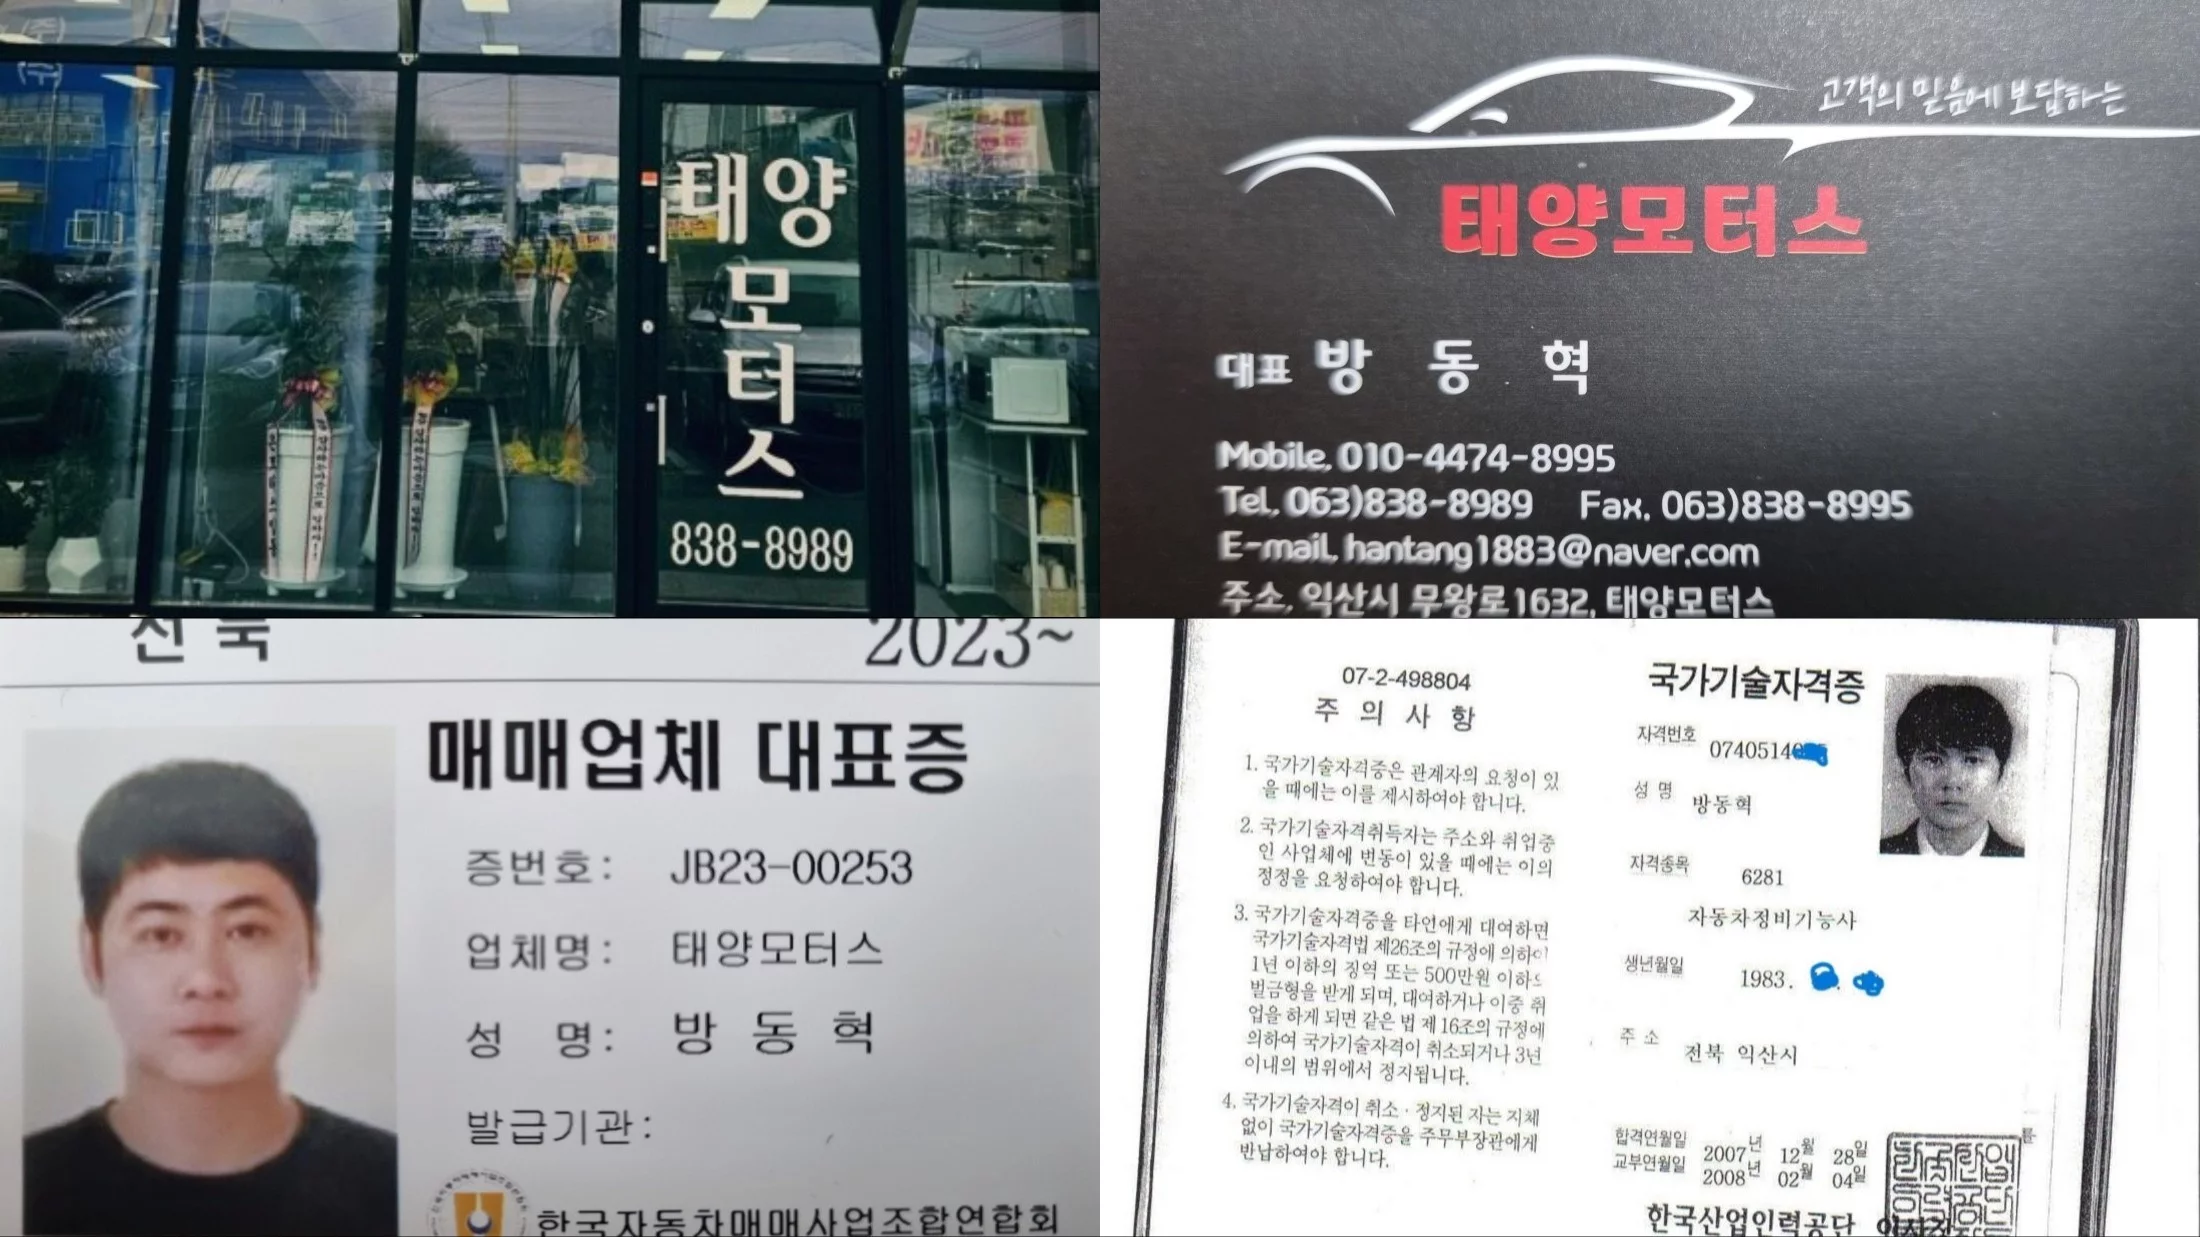 태양
모
터
스
838-8989
고객의 믿음에 보답하는
태양모터스
대표 방 동 혁
Mobile. 010-4474-8995
Tel. 063)838-8989 Fax. 063)838-8995
E-mail. hantang1883@naver.com
주소. 익산시 무왕로1632, 태양모터스
전 북
2023~
매매업체 대표증
증번호: JB23-00253
업체명: 태양모터스
성 명: 방 동 혁
발급기관:
한국자동차매매사업조합연합회
07-2-498804
주 의 사 항
1. 국가기술자격증은 관계자의 요청이 있
을 때에는 이를 제시하여야 합니다.
2. 국가기술자격취득자는 주소와 취업중
인 사업체에 변동이 있을 때에는 이의
정정을 요청하여야 합니다.
3. 국가기술자격증을 타인에게 대여하면
국가기술자격법 제26조의 규정에 의하여
1년 이하의 징역 또는 500만원 이하의
벌금형을 받게 되며, 대여하거나 이중 취
업을 하게 되면 같은 법 제16조의 규정에
의하여 국가기술자격이 취소되거나 3년
이내의 범위에서 정지됩니다.
4. 국가기술자격이 취소·정지된 자는 지체
없이 국가기술자격증을 주무부장관에게
반납하여야 합니다.
국가기술자격증
자격번호 0740514
성 명 방동혁
자격종목 6281
자동차정비기능사
생년월일 1983.
주 소 전북 익산시
합격연월일 2007년 12월 28일
교부연월일 2008년 02월 04일
한국산업인력공단